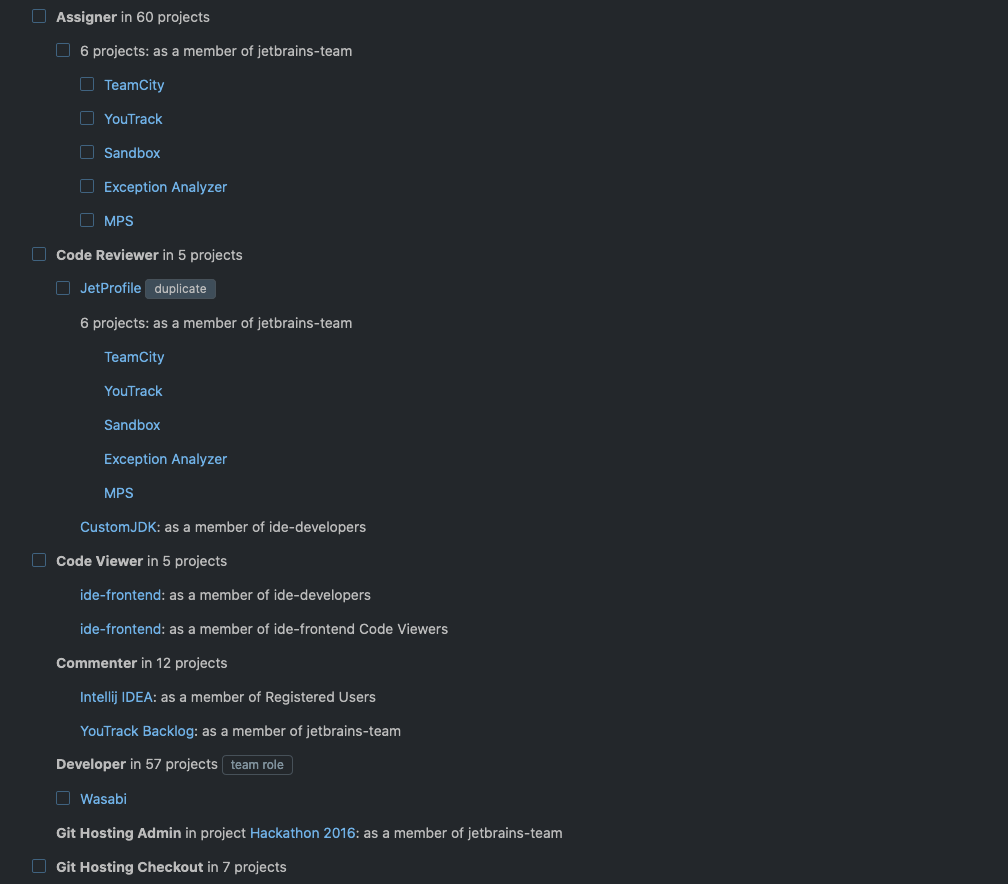 Assigner in 60 projects
6 projects: as a member of jetbrains-team
TeamCity
YouTrack
Sandbox
Exception Analyzer
MPS
Code Reviewer in 5 projects
JetProfile duplicate
6 projects: as a member of jetbrains-team
TeamCity
YouTrack
Sandbox
Exception Analyzer
MPS
CustomJDK: as a member of ide-developers
Code Viewer in 5 projects
ide-frontend: as a member of ide-developers
ide-frontend: as a member of ide-frontend Code Viewers
Commenter in 12 projects
Intellij IDEA: as a member of Registered Users
YouTrack Backlog: as a member of jetbrains-team
Developer in 57 projects team role
Wasabi
Git Hosting Admin in project Hackathon 2016: as a member of jetbrains-team
Git Hosting Checkout in 7 projects